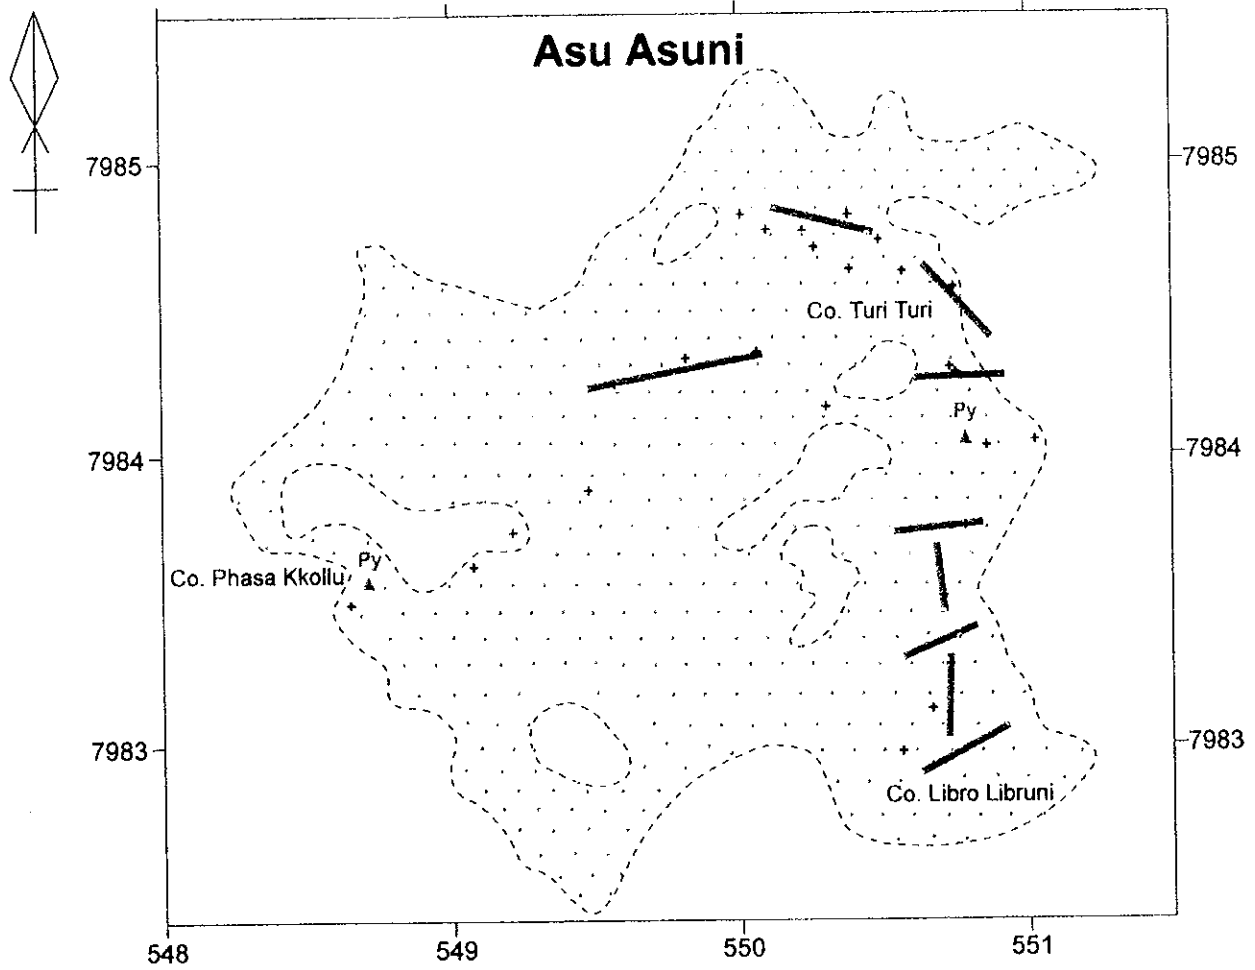 Asu Asuni
7985
7985
Co. Turi Turi
Py
7984
7984
Py
Co. Phasa Kkollu
7983
7983
Co. Libro Libruni
548
549
550
551